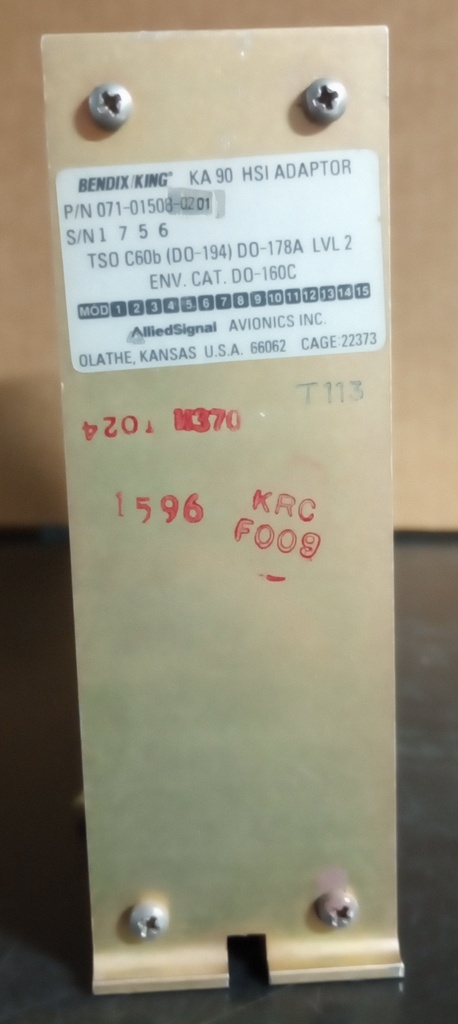 BENDIX/KING® KA 90 HSI ADAPTOR
P/N 071-01508-0201
S/N 1 7 5 6
TSO C60b (DO-194) DO-178A LVL 2
ENV. CAT. DO-160C
MOD 1 2 3 4 5 6 7 8 9 10 11 12 13 14 15
AlliedSignal AVIONICS INC.
OLATHE, KANSAS U.S.A. 66062 CAGE:22373
T113
1024 M370
1596 KRC
F009